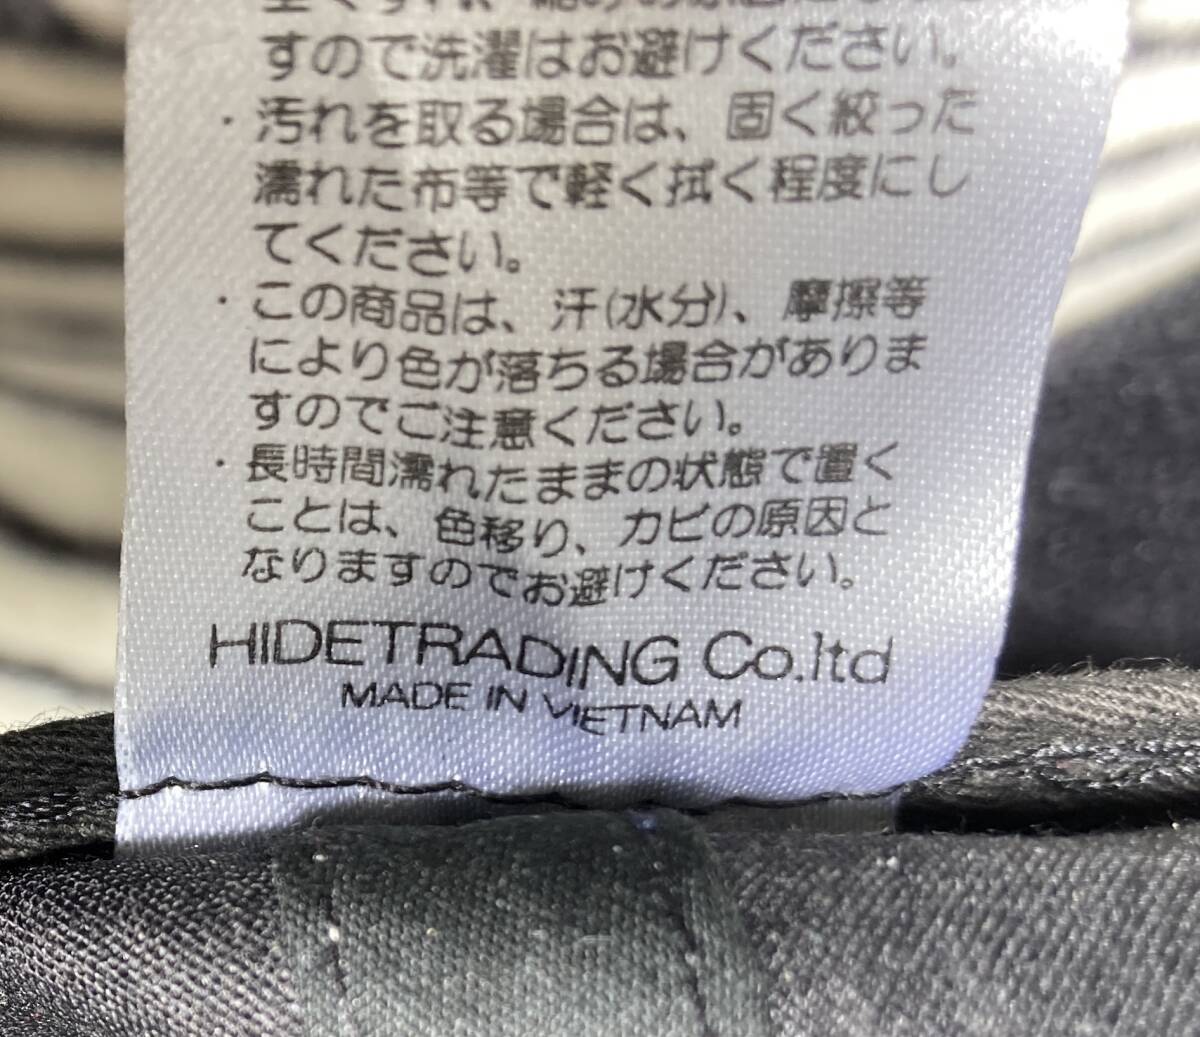 すので洗濯はお避けください。
・汚れを取る場合は、固く絞った
濡れた布等で軽く拭く程度にし
てください。
・この商品は、汗(水分)、摩擦等
により色が落ちる場合がありま
すのでご注意ください。
・長時間濡れたままの状態で置く
ことは、色移り、カビの原因と
なりますのでお避けください。
HIDETRADING Co.ltd
MADE IN VIETNAM